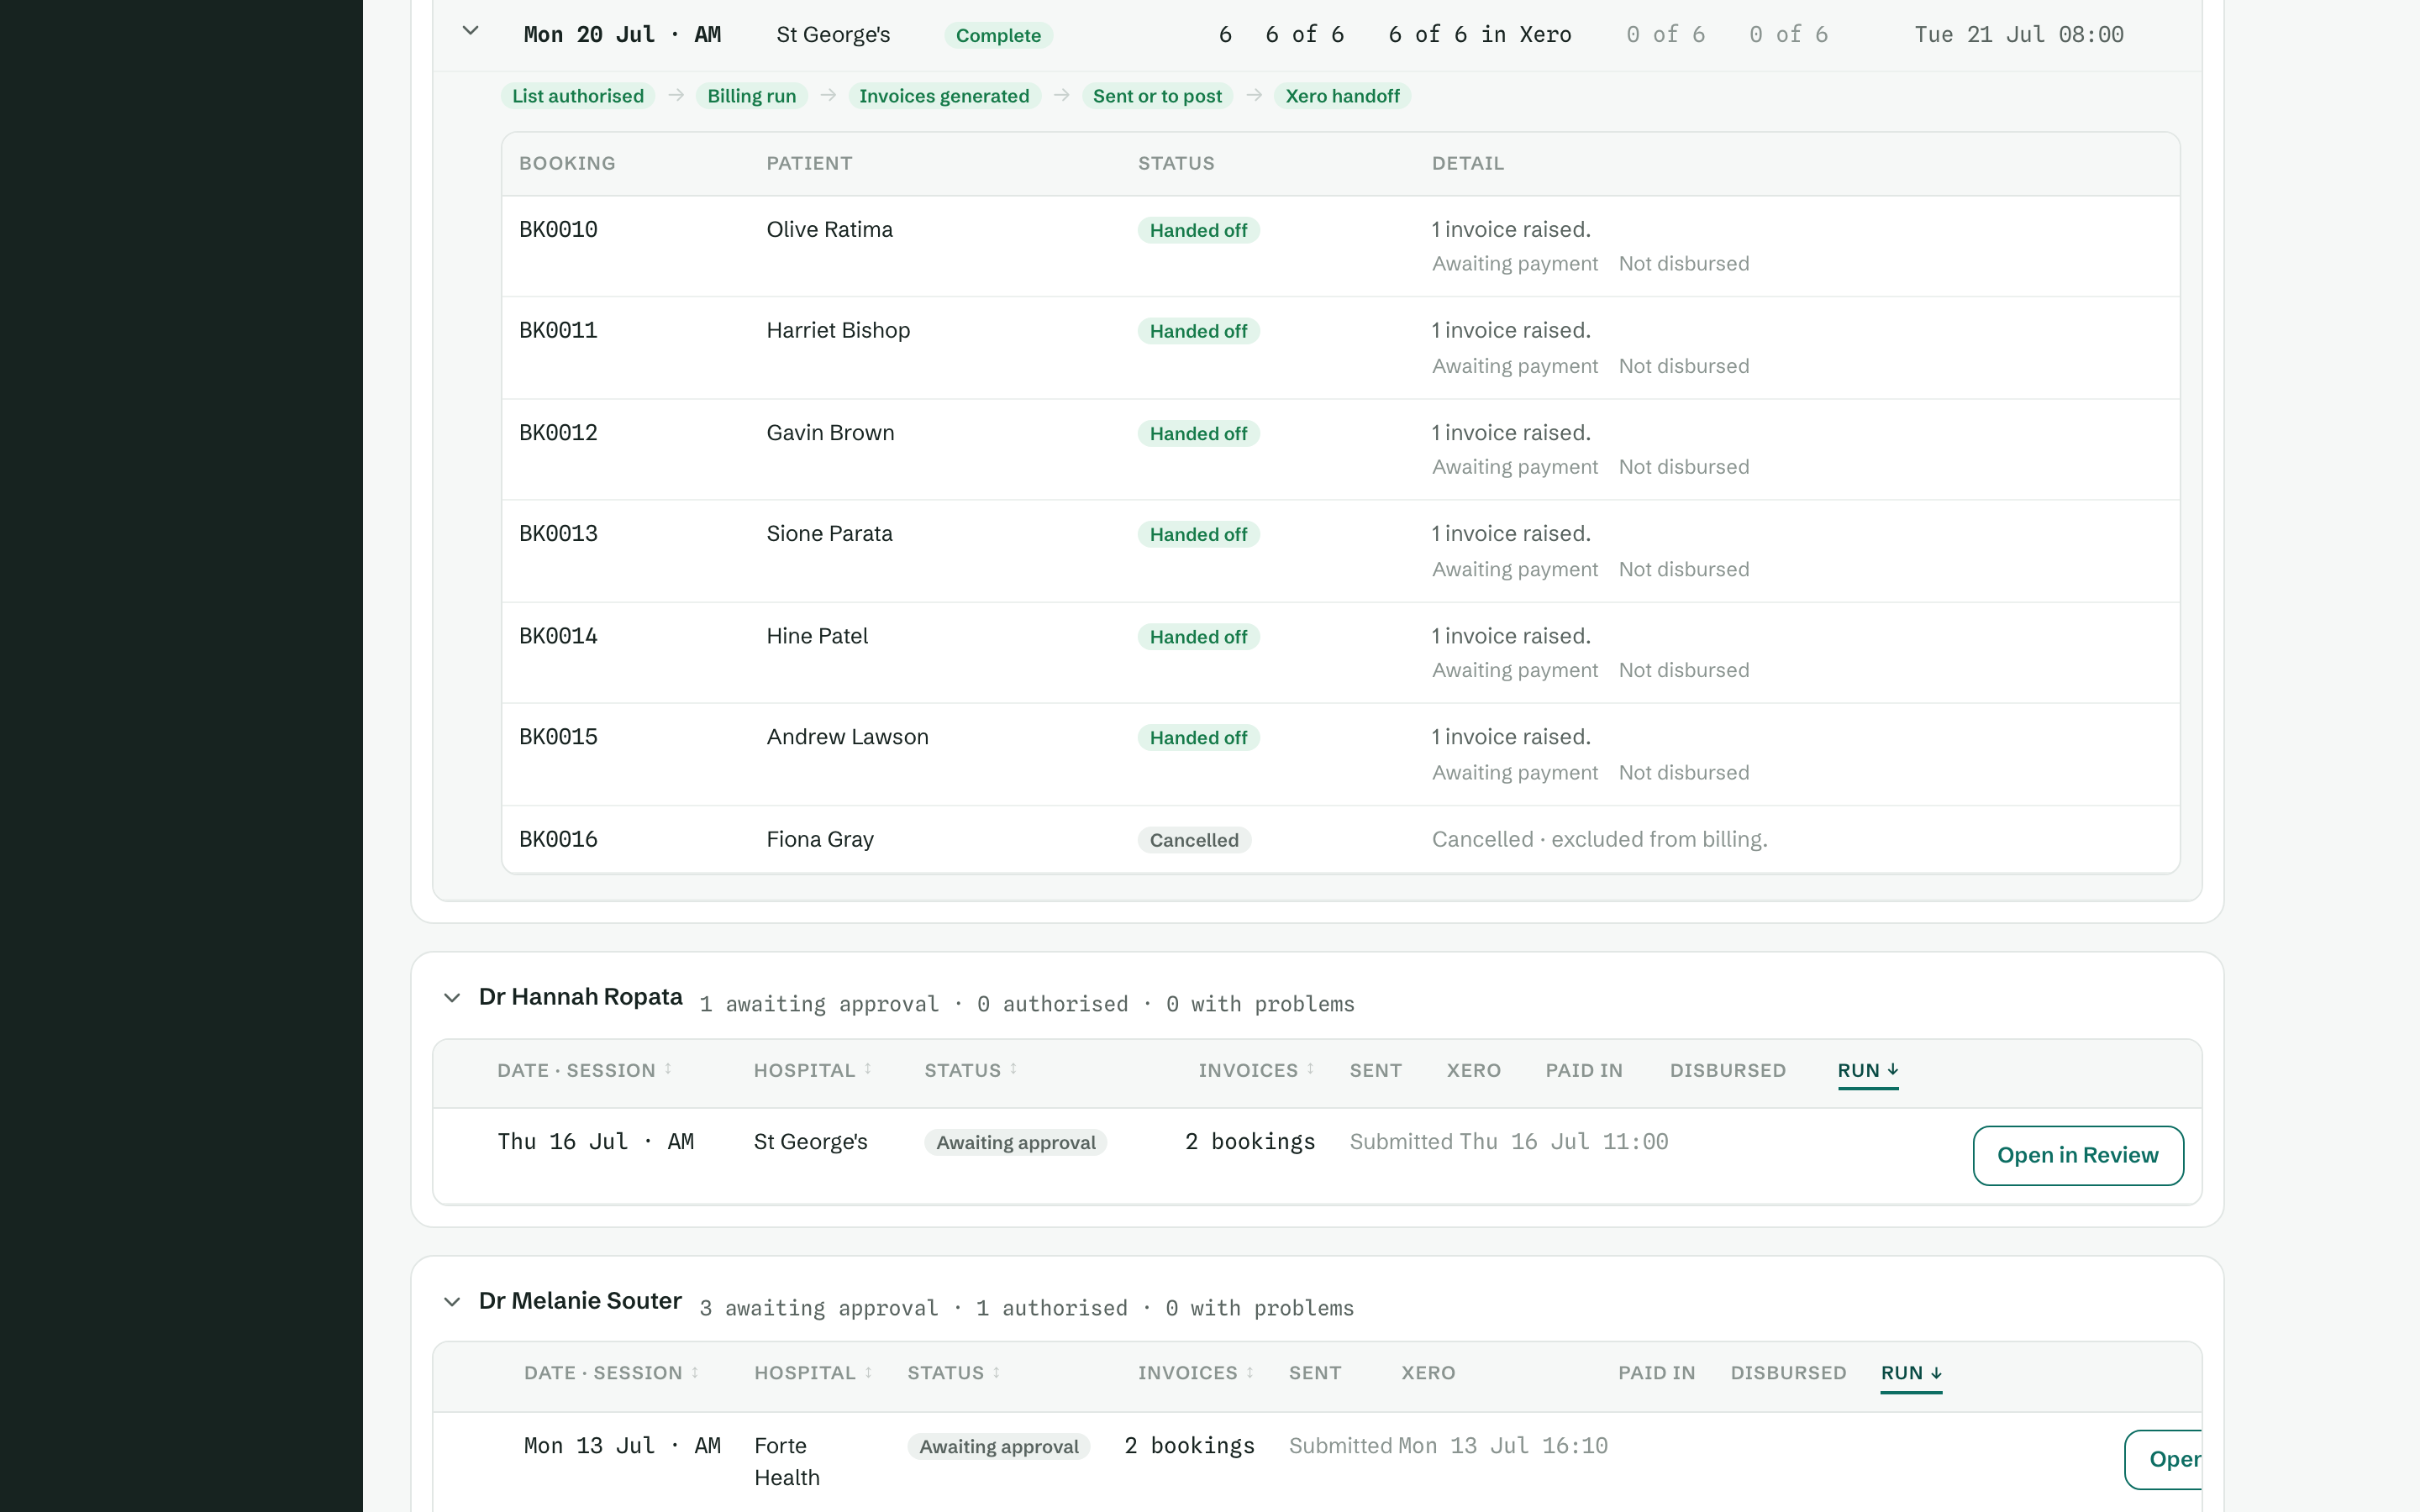 Mon 20 Jul · AM St George's Complete 6 6 of 6 6 of 6 in Xero 0 of 6 0 of 6 Tue 21 Jul 08:00
List authorised → Billing run → Invoices generated → Sent or to post → Xero handoff
BOOKING PATIENT STATUS DETAIL
BK0010 Olive Ratima Handed off 1 invoice raised.
Awaiting payment Not disbursed
BK0011 Harriet Bishop Handed off 1 invoice raised.
Awaiting payment Not disbursed
BK0012 Gavin Brown Handed off 1 invoice raised.
Awaiting payment Not disbursed
BK0013 Sione Parata Handed off 1 invoice raised.
Awaiting payment Not disbursed
BK0014 Hine Patel Handed off 1 invoice raised.
Awaiting payment Not disbursed
BK0015 Andrew Lawson Handed off 1 invoice raised.
Awaiting payment Not disbursed
BK0016 Fiona Gray Cancelled Cancelled · excluded from billing.
Dr Hannah Ropata 1 awaiting approval · 0 authorised · 0 with problems
DATE · SESSION ↕ HOSPITAL ↕ STATUS ↕ INVOICES ↕ SENT XERO PAID IN DISBURSED RUN ↓
Thu 16 Jul · AM St George's Awaiting approval 2 bookings Submitted Thu 16 Jul 11:00 Open in Review
Dr Melanie Souter 3 awaiting approval · 1 authorised · 0 with problems
DATE · SESSION ↕ HOSPITAL ↕ STATUS ↕ INVOICES ↕ SENT XERO PAID IN DISBURSED RUN ↓
Mon 13 Jul · AM Forte Awaiting approval 2 bookings Submitted Mon 13 Jul 16:10
Health